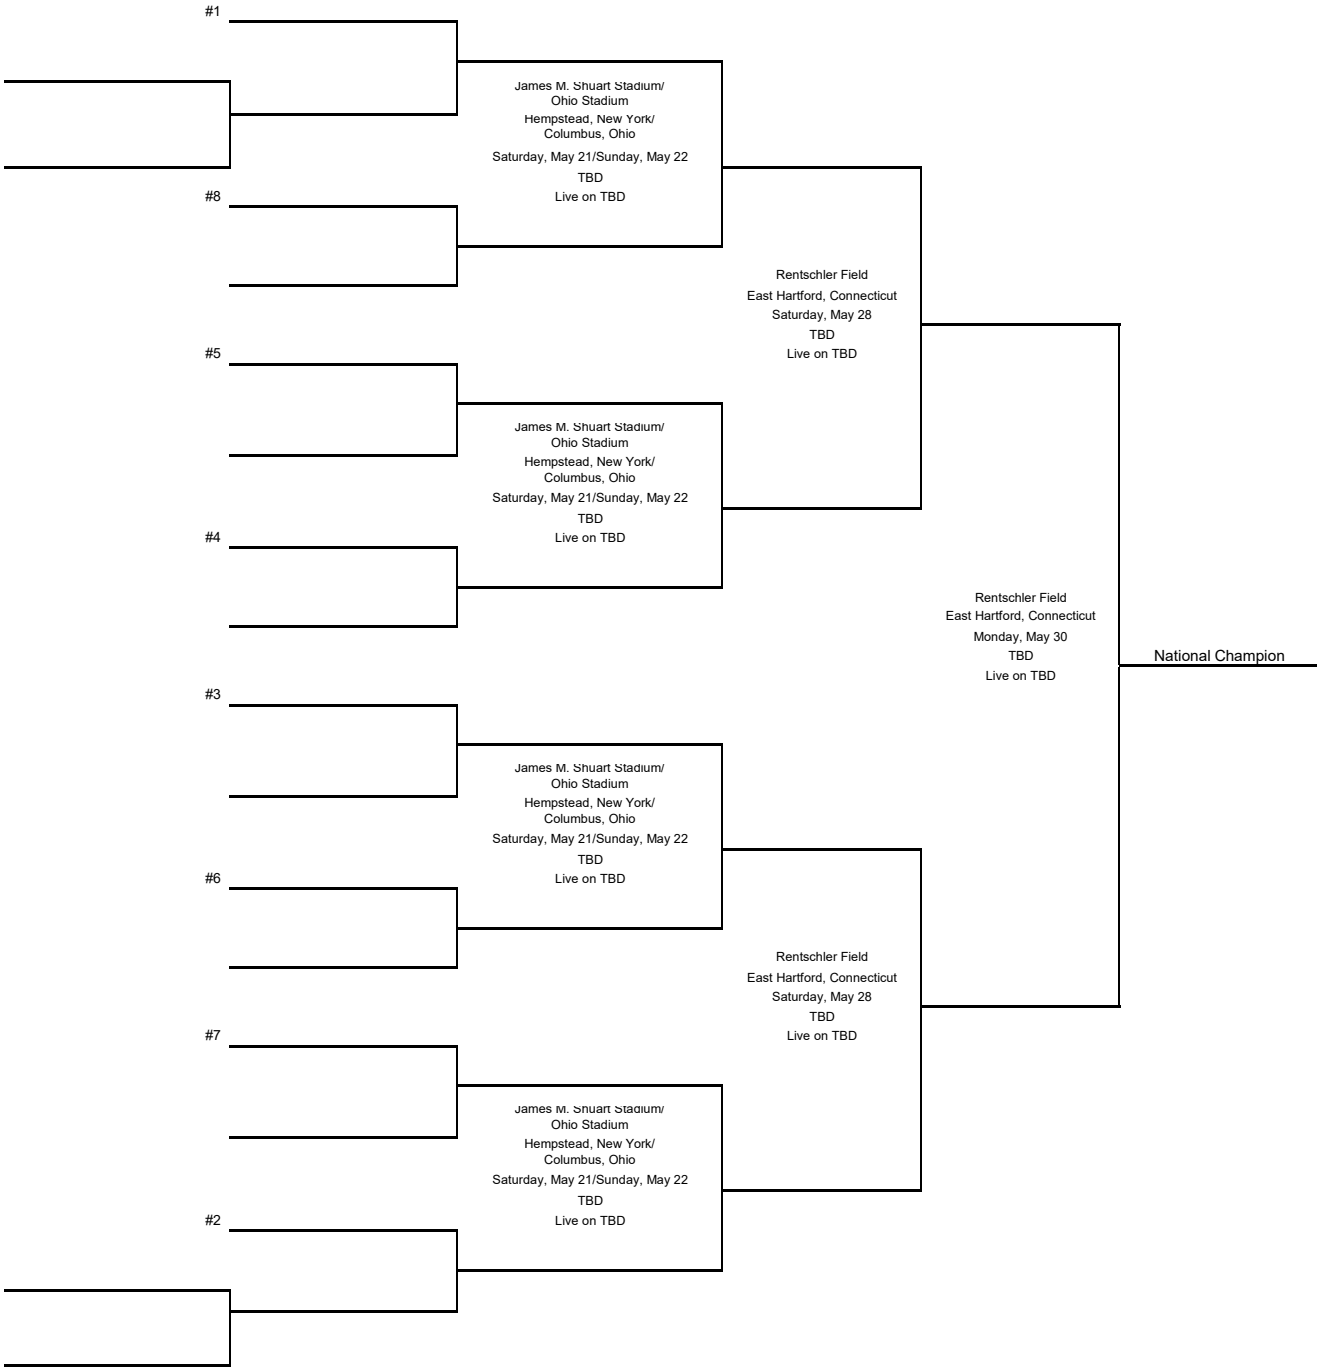 #1
James M. Shuart Stadium/
Ohio Stadium
Hempstead, New York/
Columbus, Ohio
Saturday, May 21/Sunday, May 22
TBD
Live on TBD
#8
Rentschler Field
East Hartford, Connecticut
Saturday, May 28
TBD
Live on TBD
#5
James M. Shuart Stadium/
Ohio Stadium
Hempstead, New York/
Columbus, Ohio
Saturday, May 21/Sunday, May 22
TBD
Live on TBD
#4
Rentschler Field
East Hartford, Connecticut
Monday, May 30
TBD
Live on TBD
National Champion
#3
James M. Shuart Stadium/
Ohio Stadium
Hempstead, New York/
Columbus, Ohio
Saturday, May 21/Sunday, May 22
TBD
Live on TBD
#6
Rentschler Field
East Hartford, Connecticut
Saturday, May 28
TBD
Live on TBD
#7
James M. Shuart Stadium/
Ohio Stadium
Hempstead, New York/
Columbus, Ohio
Saturday, May 21/Sunday, May 22
TBD
Live on TBD
#2